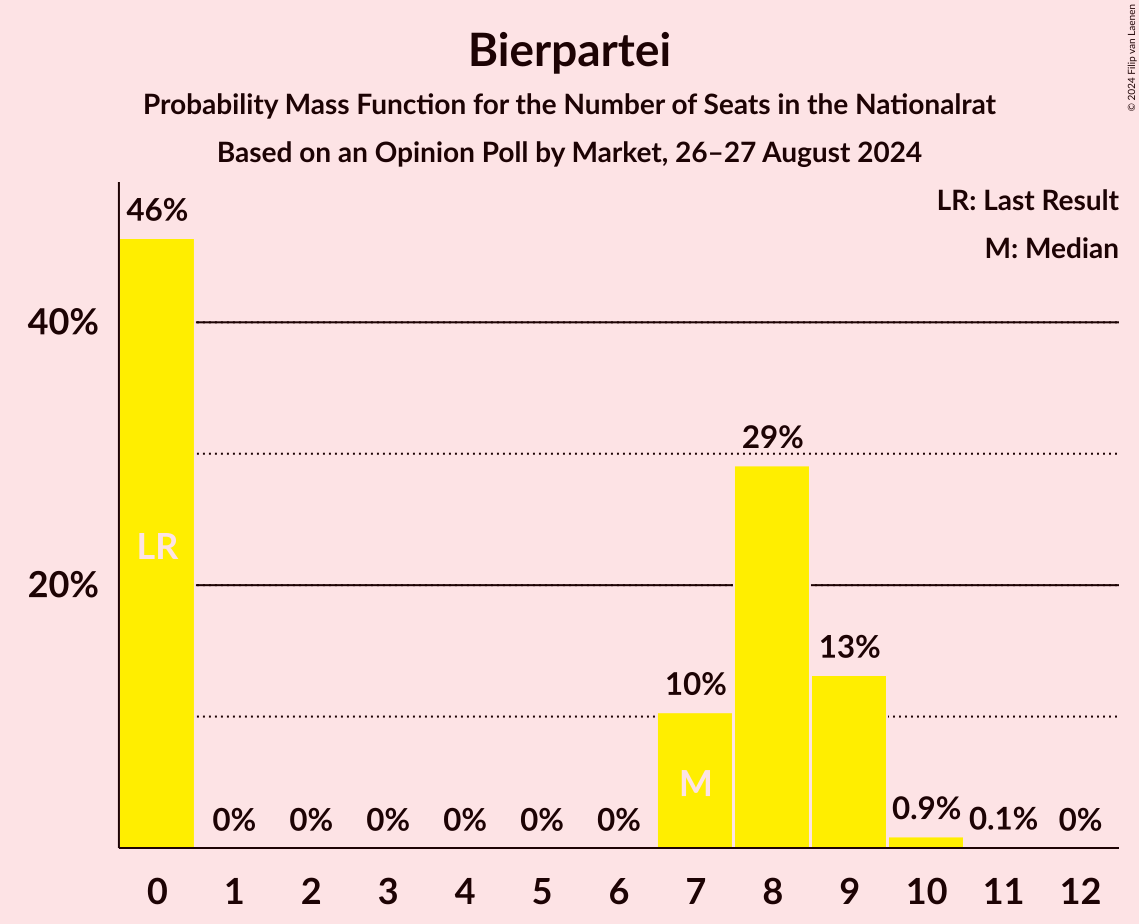 Bierpartei
Probability Mass Function for the Number of Seats in the Nationalrat
Based on an Opinion Poll by Market, 26–27 August 2024
© 2024 Filip van Laenen
LR: Last Result
M: Median
46%
40%
29%
LR
20%
13%
10%
M
0% 0% 0% 0% 0% 0% 0.9% 0.1% 0%
0 1 2 3 4 5 6 7 8 9 10 11 12